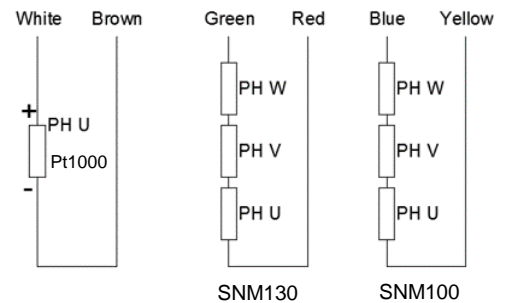 White Brown Green Red Blue Yellow
+
PH U
Pt1000
-
PH W
PH V
PH U
PH W
PH V
PH U
SNM130 SNM100